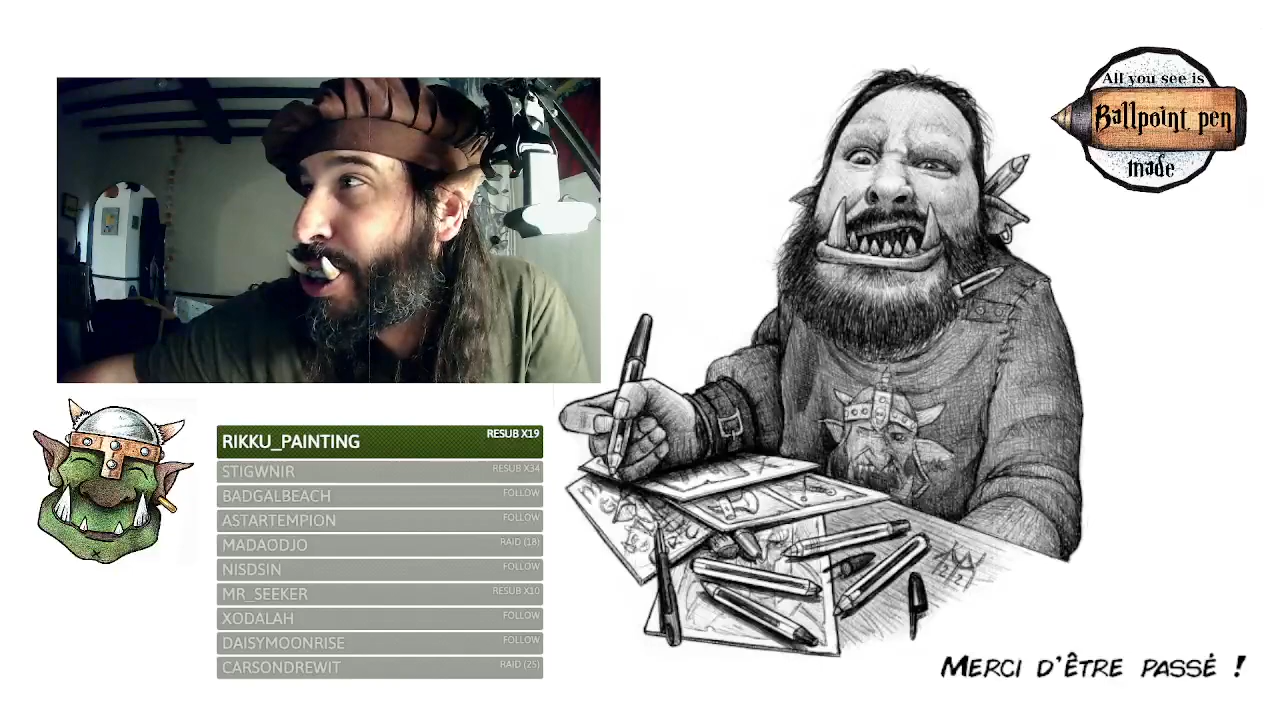 All you see is
Ballpoint pen
made
RIKKU_PAINTING RESUB X19
STIGWNIR RESUB X34
BADGALBEACH FOLLOW
ASTARTEMPION FOLLOW
MADAODJO RAID (18)
NISDSIN FOLLOW
MR_SEEKER RESUB X10
XODALAH FOLLOW
DAISYMOONRISE FOLLOW
CARSONDREWIT RAID (25)
MERCI D'ÊTRE PASSÉ !